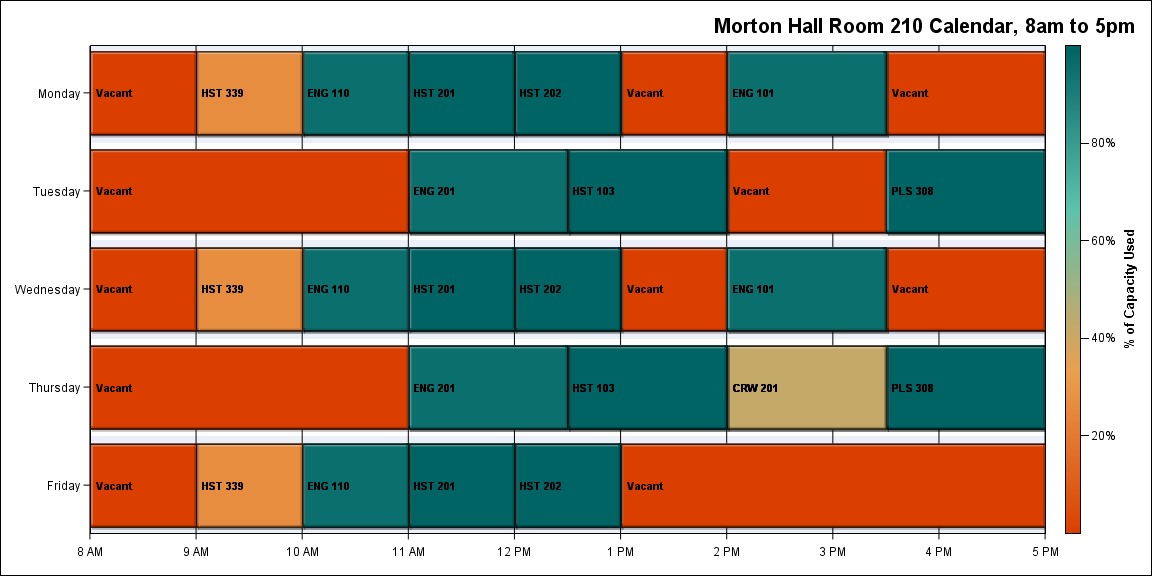 Morton Hall Room 210 Calendar, 8am to 5pm
Monday
Vacant
HST 339
ENG 110
HST 201
HST 202
Vacant
ENG 101
Vacant
Tuesday
Vacant
ENG 201
HST 103
Vacant
PLS 308
Wednesday
Vacant
HST 339
ENG 110
HST 201
HST 202
Vacant
ENG 101
Vacant
Thursday
Vacant
ENG 201
HST 103
CRW 201
PLS 308
Friday
Vacant
HST 339
ENG 110
HST 201
HST 202
Vacant
8 AM
9 AM
10 AM
11 AM
12 PM
1 PM
2 PM
3 PM
4 PM
5 PM
80%
60%
40%
20%
% of Capacity Used